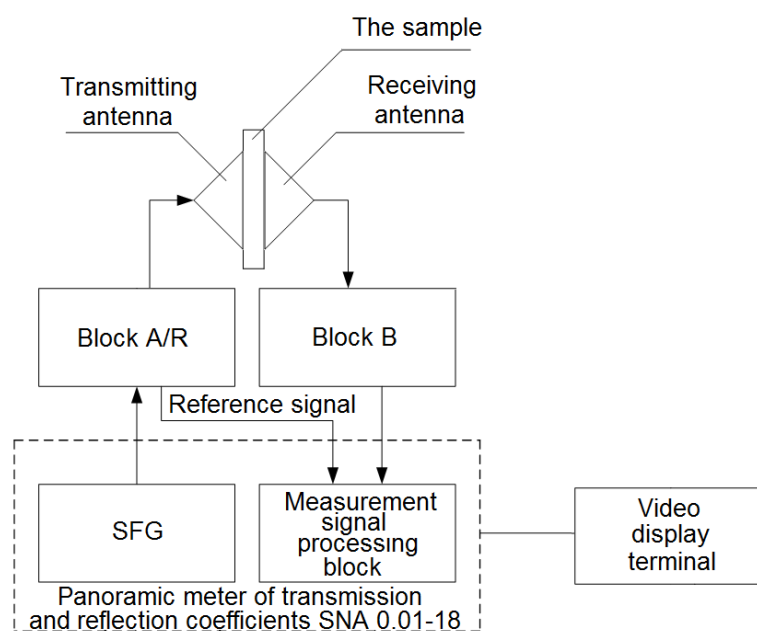 The sample
Transmitting
antenna
Receiving
antenna
Block A/R
Block B
Reference signal
SFG
Measurement
signal
processing
block
Video
display
terminal
Panoramic meter of transmission
and reflection coefficients SNA 0.01-18